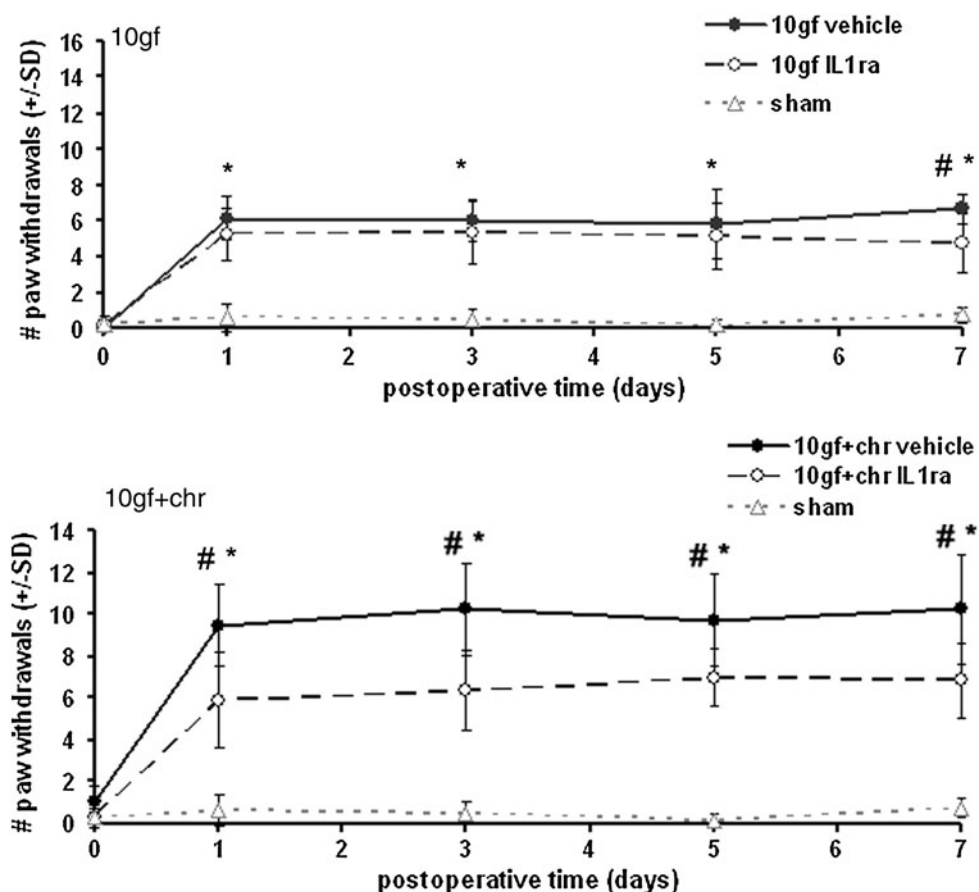 10gf
10gf vehicle
10gf IL1ra
sham
# paw withdrawals (+/-SD)
16
14
12
10
8
6
4
2
0
* * * # *
0 1 2 3 4 5 6 7
postoperative time (days)
10gf+chr vehicle
10gf+chr IL1ra
sham
10gf+chr
# paw withdrawals (+/-SD)
14
12
10
8
6
4
2
0
# * # * # * # *
0 1 2 3 4 5 6 7
postoperative time (days)